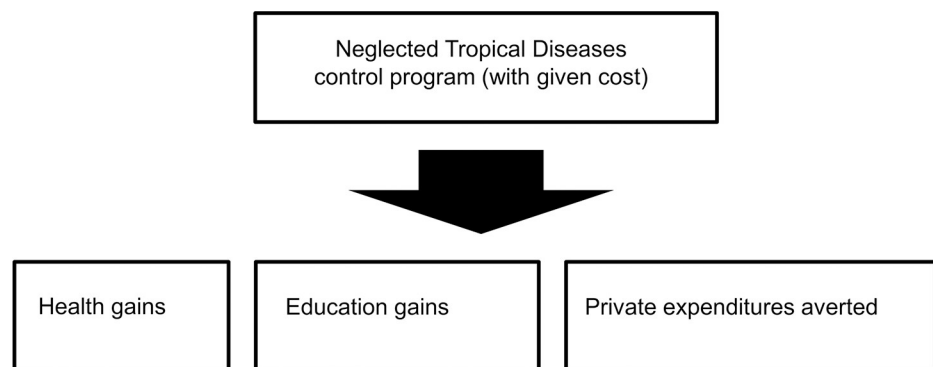 Neglected Tropical Diseases
control program (with given cost)
Health gains
Education gains
Private expenditures averted